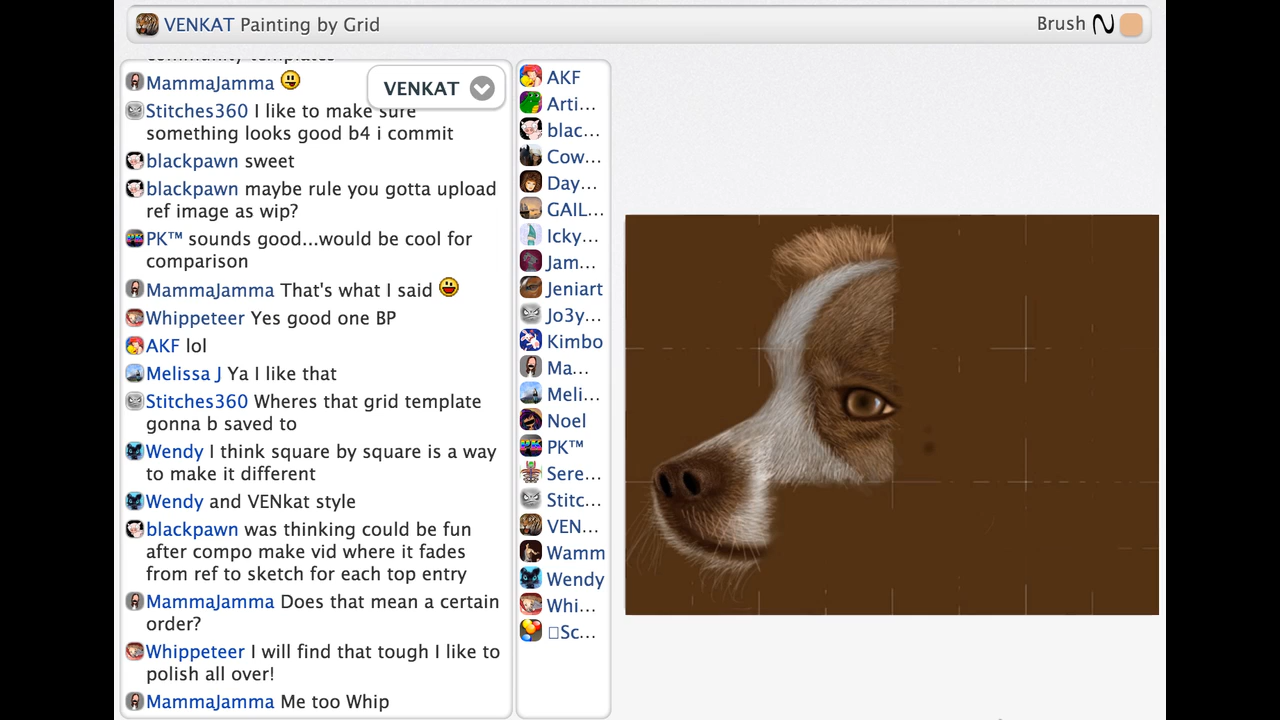 VENKAT Painting by Grid
Brush
community templates
MammaJamma
VENKAT
Stitches360 I like to make sure
something looks good b4 i commit
blackpawn sweet
blackpawn maybe rule you gotta upload
ref image as wip?
PK™ sounds good...would be cool for
comparison
MammaJamma That's what I said
Whippeteer Yes good one BP
AKF lol
Melissa J Ya I like that
Stitches360 Wheres that grid template
gonna b saved to
Wendy I think square by square is a way
to make it different
Wendy and VENkat style
blackpawn was thinking could be fun
after compo make vid where it fades
from ref to sketch for each top entry
MammaJamma Does that mean a certain
order?
Whippeteer I will find that tough I like to
polish all over!
MammaJamma Me too Whip
AKF
Arti...
blac...
Cow...
Day...
GAIL...
Icky...
Jam...
Jeniart
Jo3y...
Kimbo
Ma...
Meli...
Noel
PK™
Sere...
Stitc...
VEN...
Wamm
Wendy
Whi...
Sc...